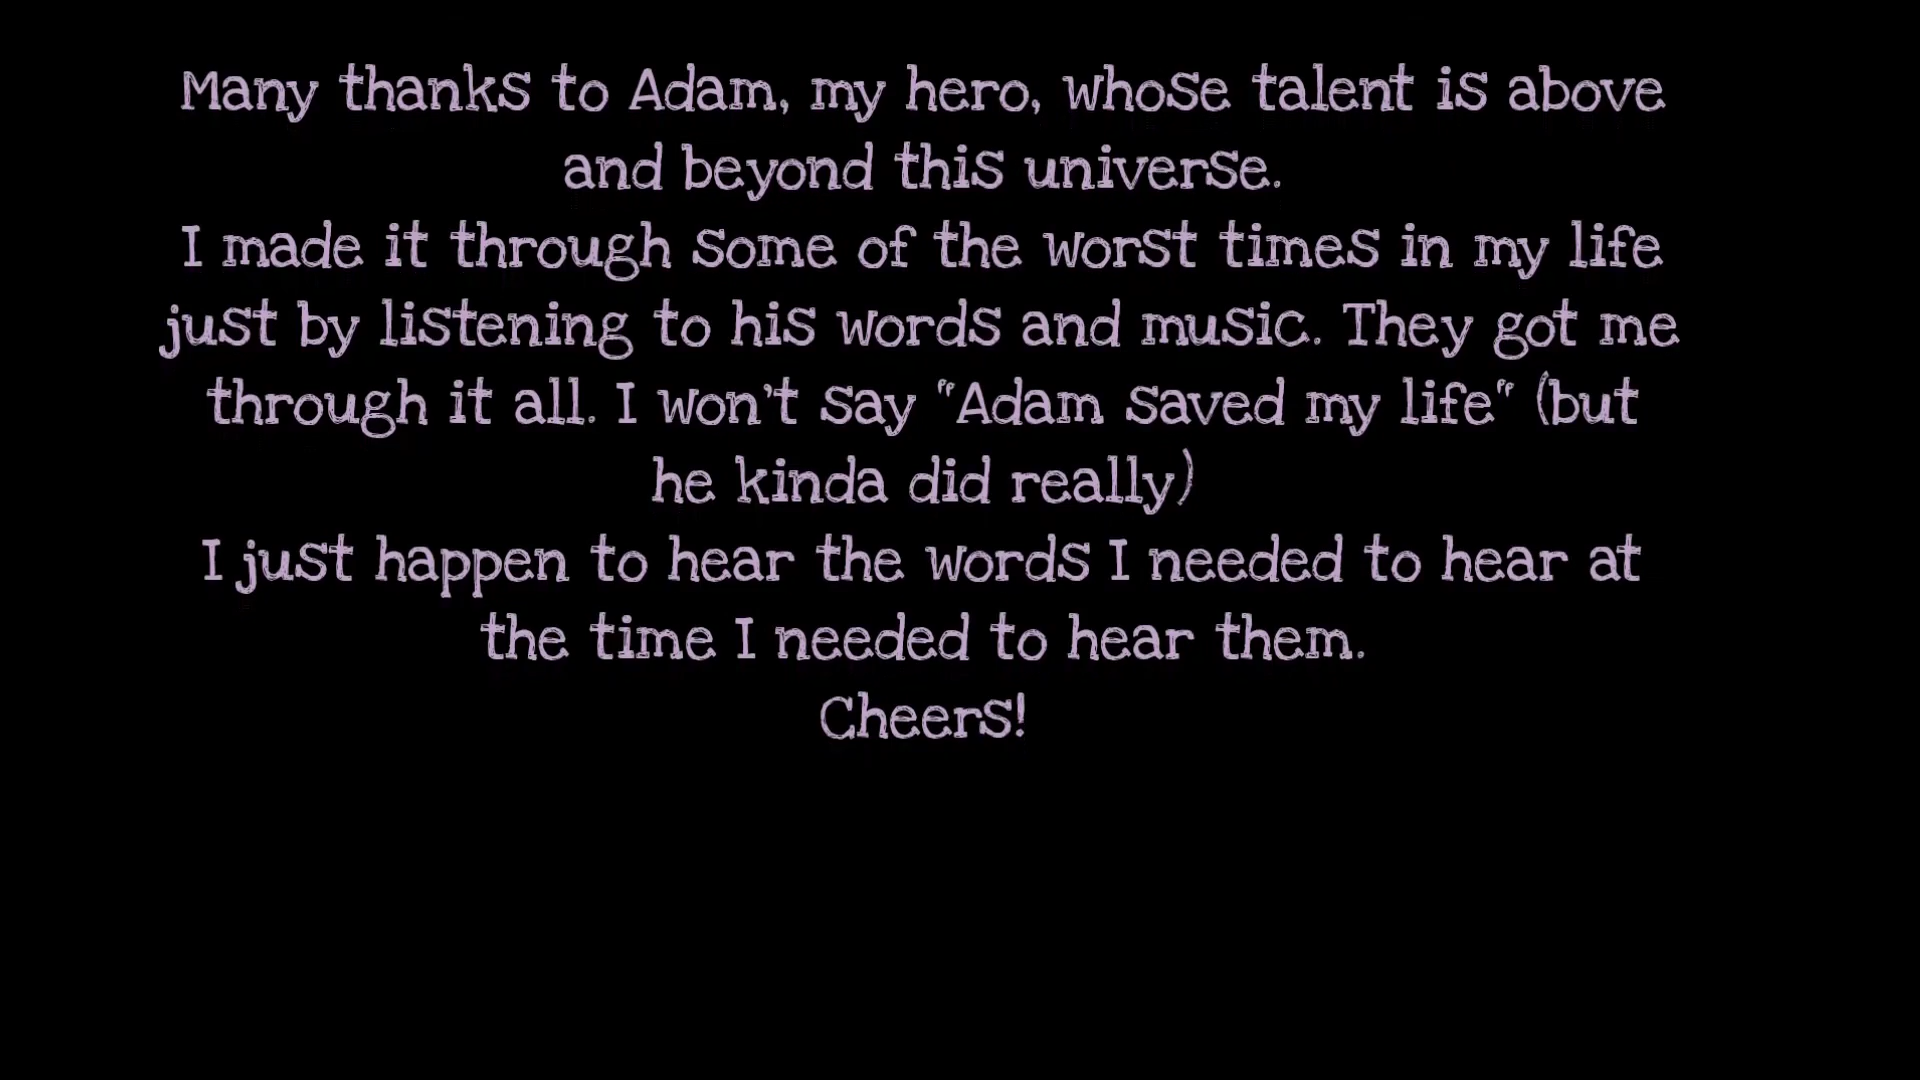 Many thanks to Adam, my hero, whose talent is above
and beyond this universe.
I made it through some of the worst times in my life
just by listening to his words and music. They got me
through it all. I won't say "Adam saved my life" (but
he kinda did really)
I just happen to hear the words I needed to hear at
the time I needed to hear them.
Cheers!